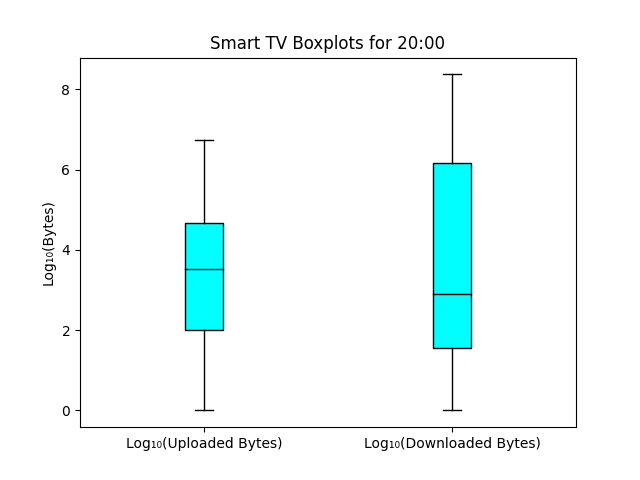 Smart TV Boxplots for 20:00
Log₁₀(Bytes)
8
6
4
2
0
Log₁₀(Uploaded Bytes)
Log₁₀(Downloaded Bytes)